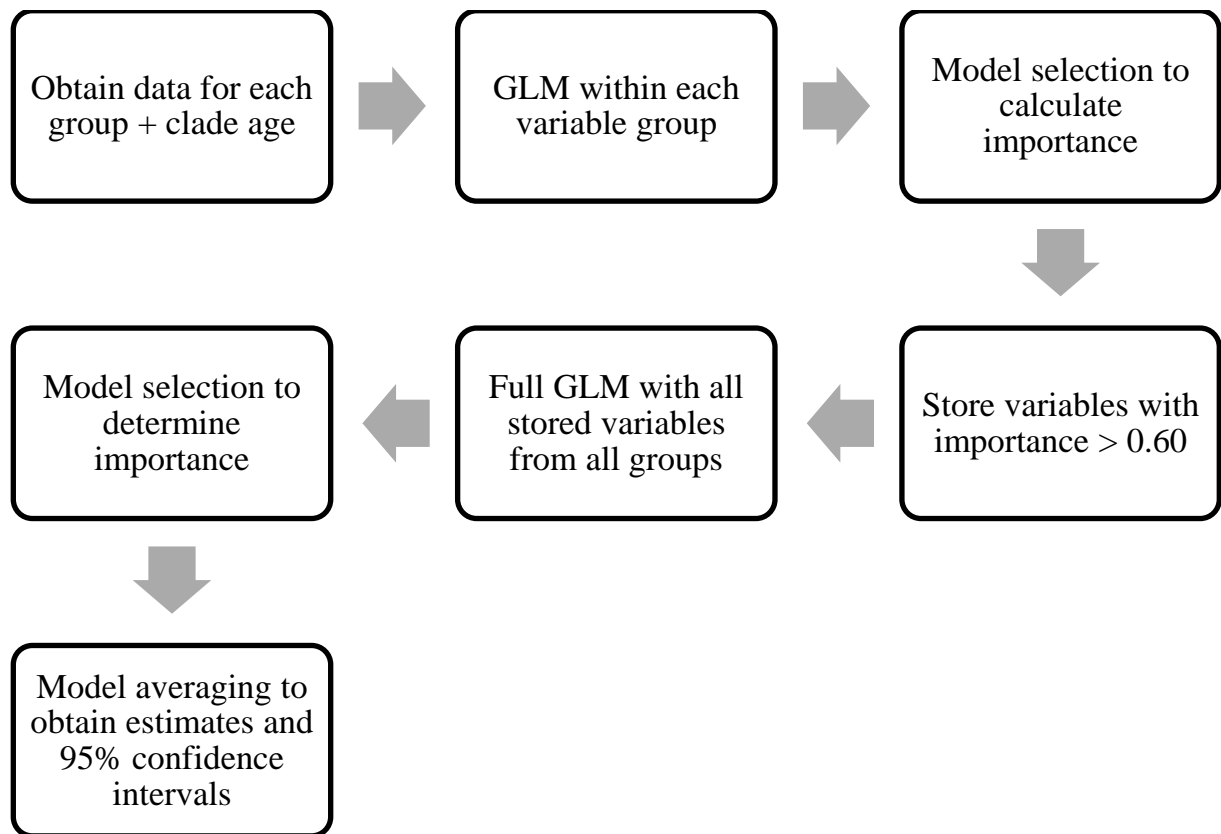 Obtain data for each
group + clade age
GLM within each
variable group
Model selection to
calculate
importance
Store variables with
importance > 0.60
Full GLM with all
stored variables
from all groups
Model selection to
determine
importance
Model averaging to
obtain estimates and
95% confidence
intervals